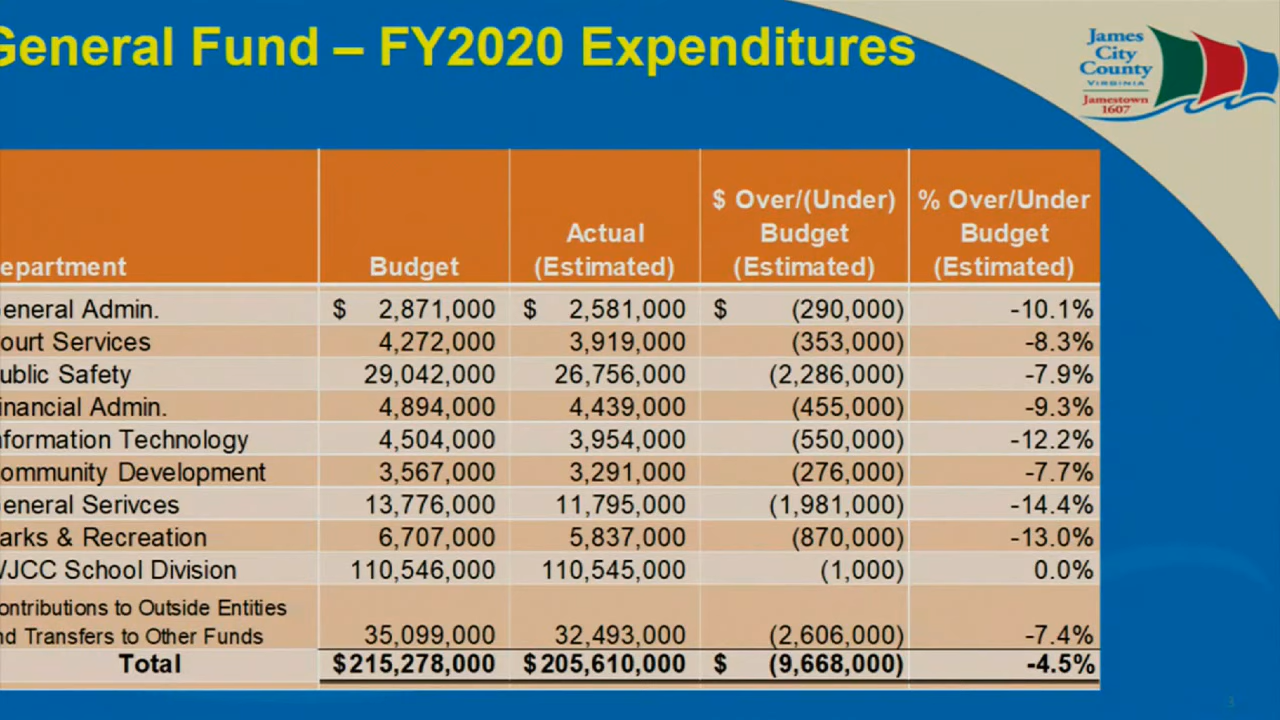 General Fund – FY2020 Expenditures
James
City
County
VIRGINIA
Jamestown
1607
epartment Budget Actual (Estimated) $ Over/(Under) Budget (Estimated) % Over/Under Budget (Estimated)
eneral Admin. $ 2,871,000 $ 2,581,000 $ (290,000) -10.1%
ourt Services 4,272,000 3,919,000 (353,000) -8.3%
ublic Safety 29,042,000 26,756,000 (2,286,000) -7.9%
inancial Admin. 4,894,000 4,439,000 (455,000) -9.3%
nformation Technology 4,504,000 3,954,000 (550,000) -12.2%
ommunity Development 3,567,000 3,291,000 (276,000) -7.7%
eneral Serivces 13,776,000 11,795,000 (1,981,000) -14.4%
arks & Recreation 6,707,000 5,837,000 (870,000) -13.0%
WJCC School Division 110,546,000 110,545,000 (1,000) 0.0%
ontributions to Outside Entities
nd Transfers to Other Funds 35,099,000 32,493,000 (2,606,000) -7.4%
Total $215,278,000 $205,610,000 $ (9,668,000) -4.5%
3